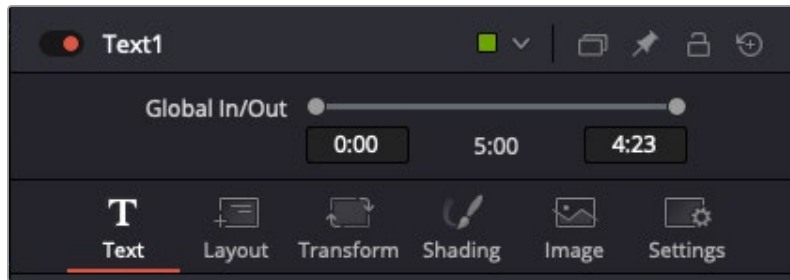 Text1
Global In/Out
0:00 5:00 4:23
T
Text Layout Transform Shading Image Settings